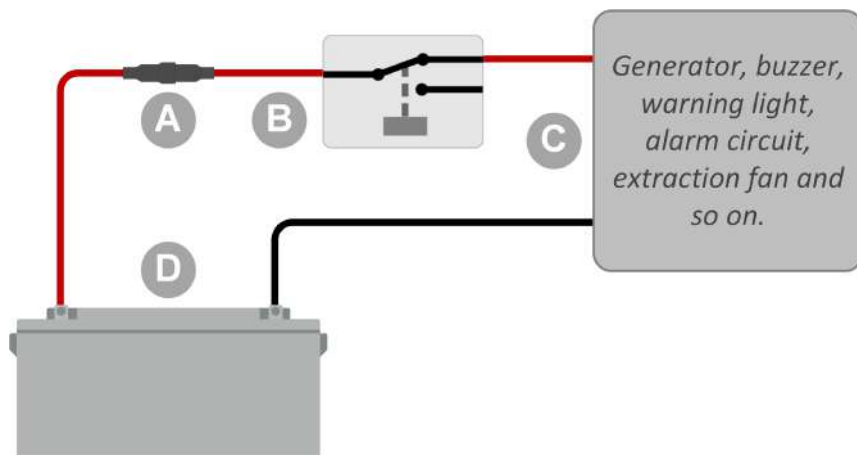 A
B
C
D
Generator, buzzer,
warning light,
alarm circuit,
extraction fan and
so on.